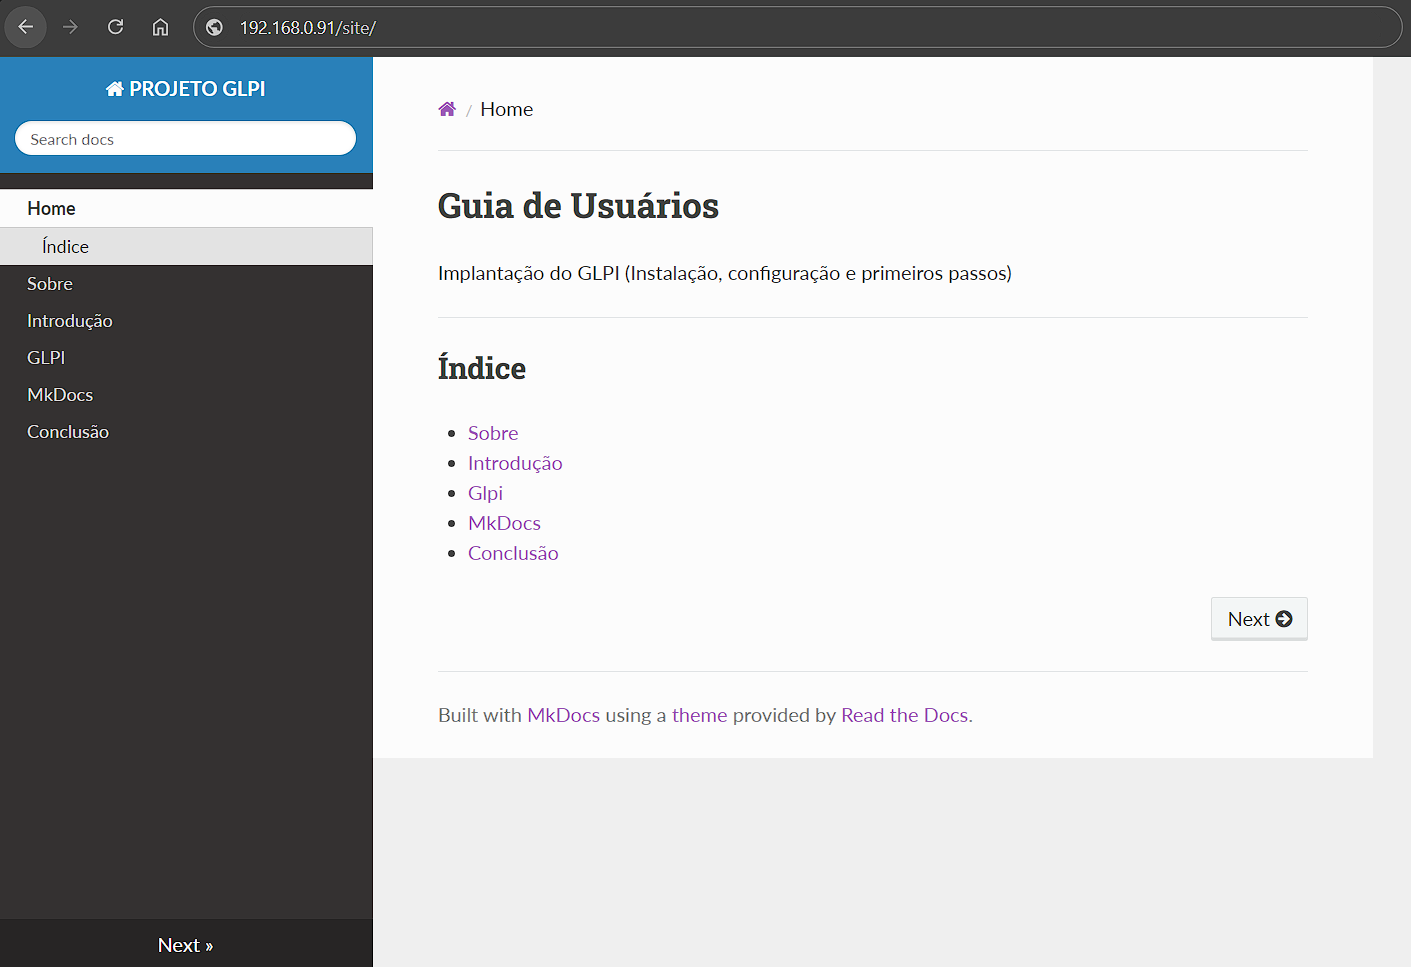 192.168.0.91/site/
PROJETO GLPI
Search docs
Home
Índice
Sobre
Introdução
GLPI
MkDocs
Conclusão
Next »
/ Home
Guia de Usuários
Implantação do GLPI (Instalação, configuração e primeiros passos)
Índice
• Sobre
• Introdução
• Glpi
• MkDocs
• Conclusão
Next
Built with MkDocs using a theme provided by Read the Docs.